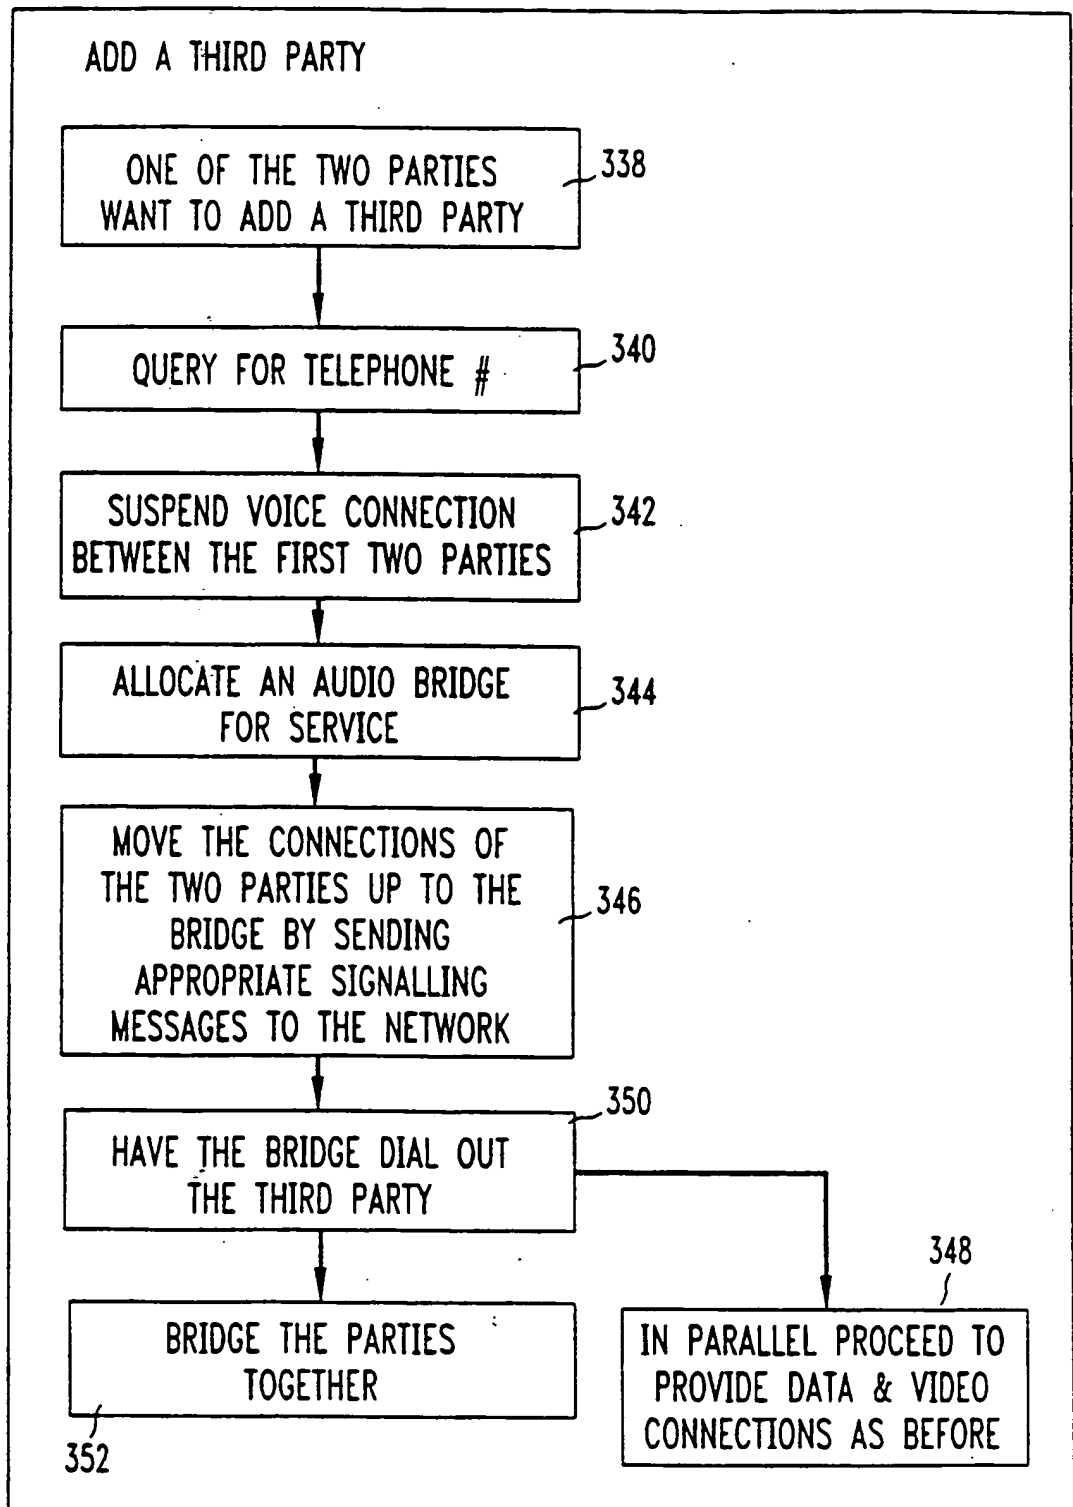 ADD A THIRD PARTY
ONE OF THE TWO PARTIES
WANT TO ADD A THIRD PARTY
338
QUERY FOR TELEPHONE #
340
SUSPEND VOICE CONNECTION
BETWEEN THE FIRST TWO PARTIES
342
ALLOCATE AN AUDIO BRIDGE
FOR SERVICE
344
MOVE THE CONNECTIONS OF
THE TWO PARTIES UP TO THE
BRIDGE BY SENDING
APPROPRIATE SIGNALLING
MESSAGES TO THE NETWORK
346
HAVE THE BRIDGE DIAL OUT
THE THIRD PARTY
350
BRIDGE THE PARTIES
TOGETHER
352
348
IN PARALLEL PROCEED TO
PROVIDE DATA & VIDEO
CONNECTIONS AS BEFORE